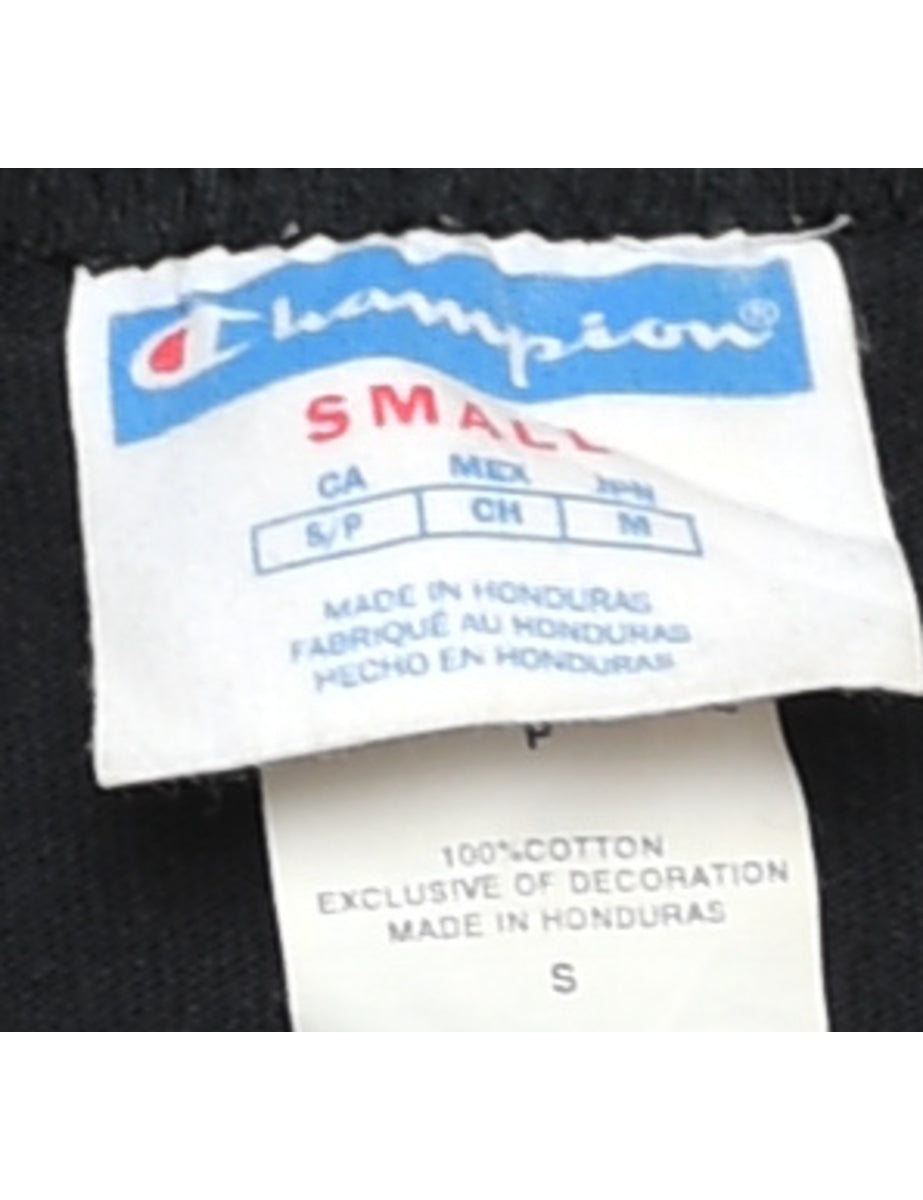 Champion®
SMALL
CA MEX JPN
S/P CH M
MADE IN HONDURAS
FABRIQUÉ AU HONDURAS
HECHO EN HONDURAS
100%COTTON
EXCLUSIVE OF DECORATION
MADE IN HONDURAS
S